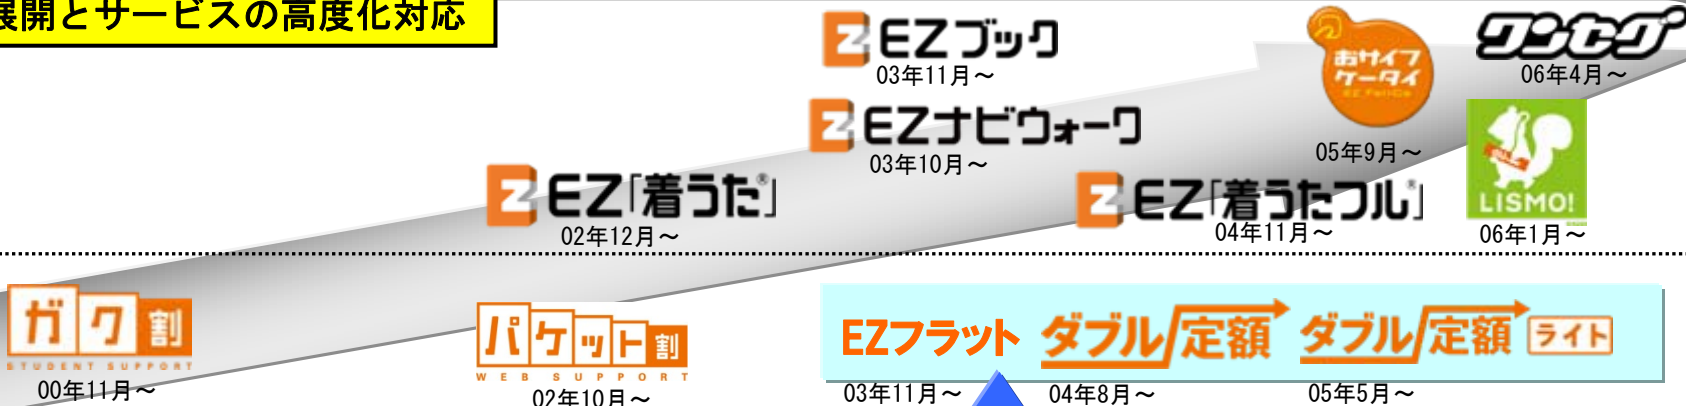 展開とサービスの高度化対応
EZブック
03年11月～
おサイフ
ケータイ
EZ FeliCa
ワンセグ
06年4月～
EZナビウォーク
03年10月～
05年9月～
EZ「着うた®」
02年12月～
EZ「着うたフル®」
04年11月～
LISMO!
06年1月～
ガク割
STUDENT SUPPORT
00年11月～
パケット割
WEB SUPPORT
02年10月～
EZフラット
03年11月～
ダブル定額
04年8月～
ダブル定額 ライト
05年5月～